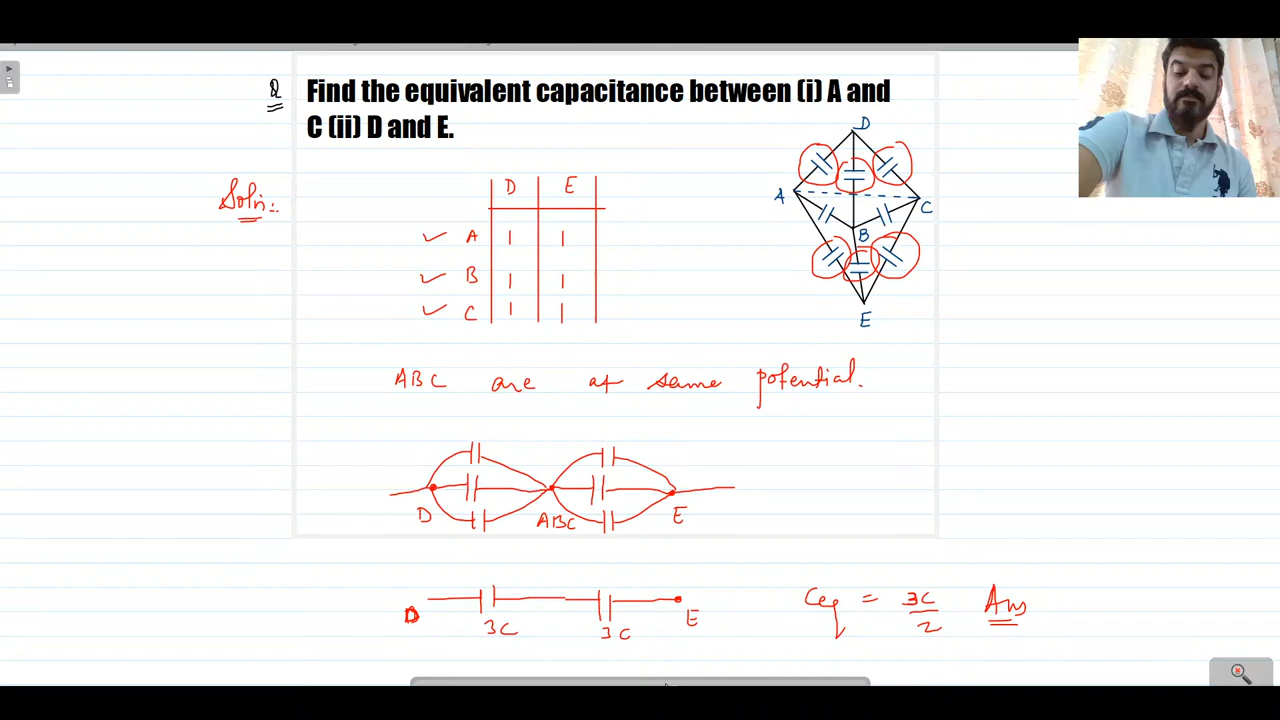 Q
Find the equivalent capacitance between (i) A and
C (ii) D and E.
Soln:
D E
A 1 1
B 1 1
C 1 1
D
A
C
B
E
ABC are at same potential.
D ABC E
D 3C 3C E
Ceq = 3C/2 Ans